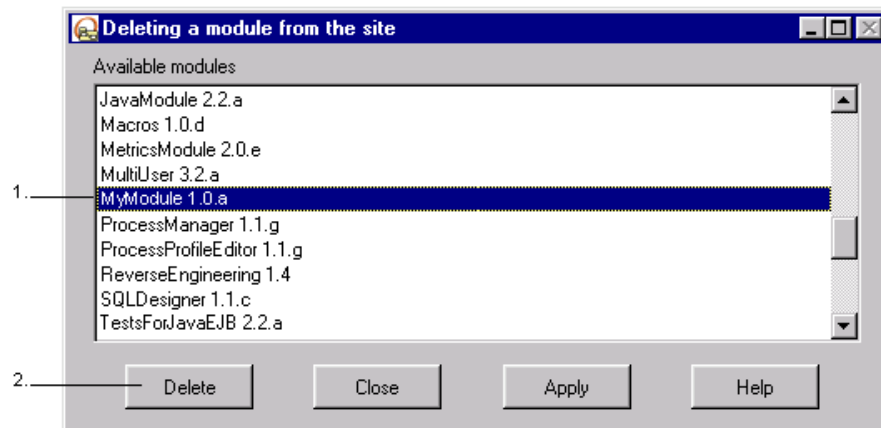 Deleting a module from the site
Available modules
JavaModule 2.2.a
Macros 1.0.d
MetricsModule 2.0.e
MultiUser 3.2.a
1.
MyModule 1.0.a
ProcessManager 1.1.g
ProcessProfileEditor 1.1.g
ReverseEngineering 1.4
SQLDesigner 1.1.c
TestsForJavaEJB 2.2.a
2.
Delete Close Apply Help